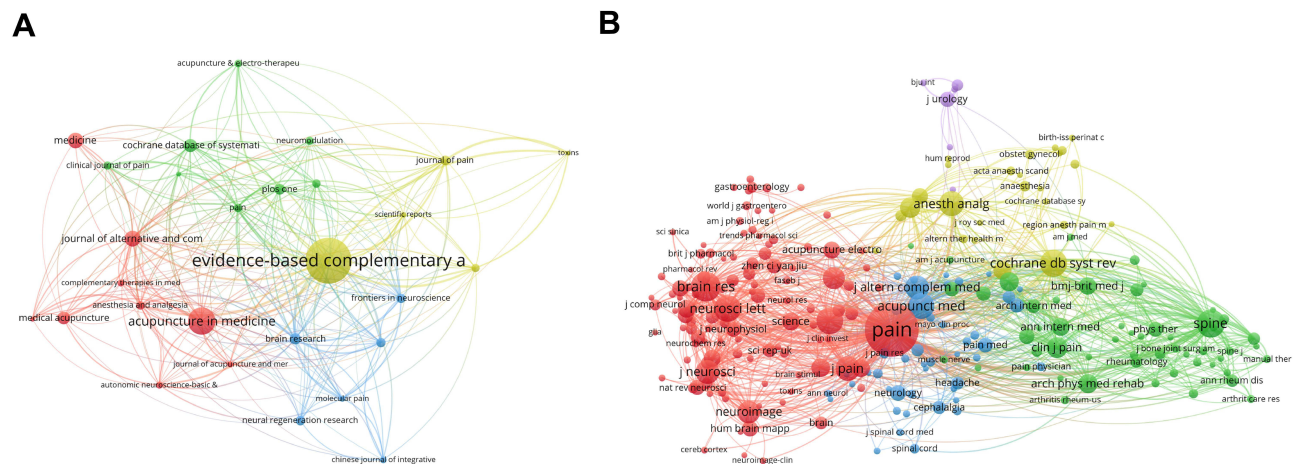 A
acupuncture & electro-therapeu
medicine
cochrane database of systemati
neuromodulation
clinical journal of pain
journal of pain
toxins
plos one
pain
scientific reports
journal of alternative and com
evidence-based complementary a
complementary therapies in med
frontiers in neuroscience
anesthesia and analgesia
medical acupuncture
acupuncture in medicine
brain research
journal of acupuncture and mer
autonomic neuroscience-basic &
molecular pain
neural regeneration research
chinese journal of integrative
B
bju int
j urology
birth-iss perinat c
hum reprod
obstet gynecol
acta anaesth scand
gastroenterology
anaesthesia
anesth analg
cochrane database sy
world j gastroentero
am j physiol-reg i
j roy soc med
region anesth pain m
sci sinica
trends pharmacol sci
altern ther health m
am j med
brit j pharmacol
acupuncture electro
pharmacol rev
zhen ci yan jiu
am j acupuncture
cochrane db syst rev
faseb j
brain res
j altern complem med
bmj-brit med j
j comp neurol
neurosci lett
neurol res
acupunct med
arch intern med
science
glia
j neurophysiol
pain
mayo clin proc
ann intern med
phys ther
spine
neurochem res
j clin invest
sci rep-uk
j pain res
pain med
clin j pain
j bone joint surg am
spine j
muscle nerve
rheumatology
manual ther
j neurosci
brain stimul
j pain
pain physician
nat rev neurosci
toxins
ann neurol
neurology
headache
arch phys med rehab
ann rheum dis
arthritis rheum-us
arthrit care res
neuroimage
cephalalgia
hum brain mapp
brain
j spinal cord med
cereb cortex
spinal cord
neuroimage-clin